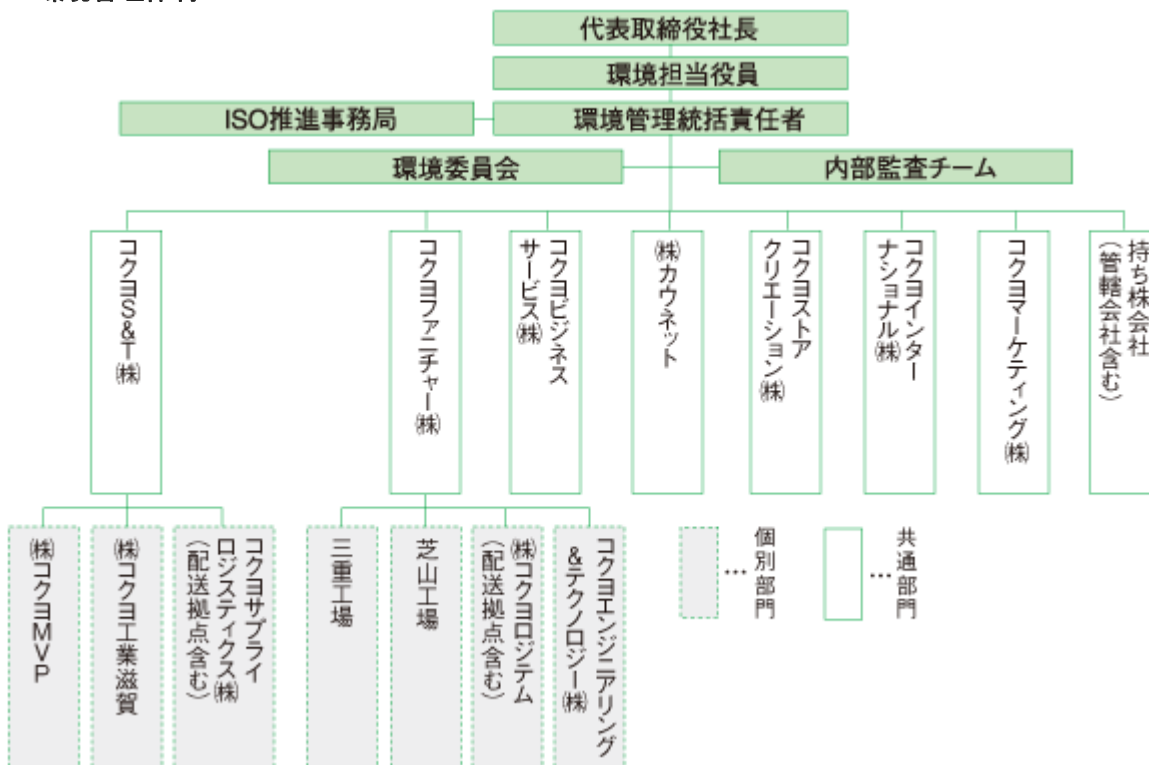 代表取締役社長
環境担当役員
ISO推進事務局
環境管理統括責任者
環境委員会
内部監査チーム
コクヨS&T㈱
コクヨファニチャー㈱
コクヨビジネス
サービス㈱
㈱カウネット
コクヨストア
クリエーション㈱
コクヨインター
ナショナル㈱
コクヨマーケティング㈱
持ち株会社
(管轄会社含む)
㈱コクヨMVP
㈱コクヨ工業滋賀
コクヨサプライ
ロジスティクス㈱
(配送拠点含む)
三重工場
芝山工場
㈱コクヨロジテム
(配送拠点含む)
コクヨエンジニアリング
&テクノロジー㈱
…個別部門
…共通部門